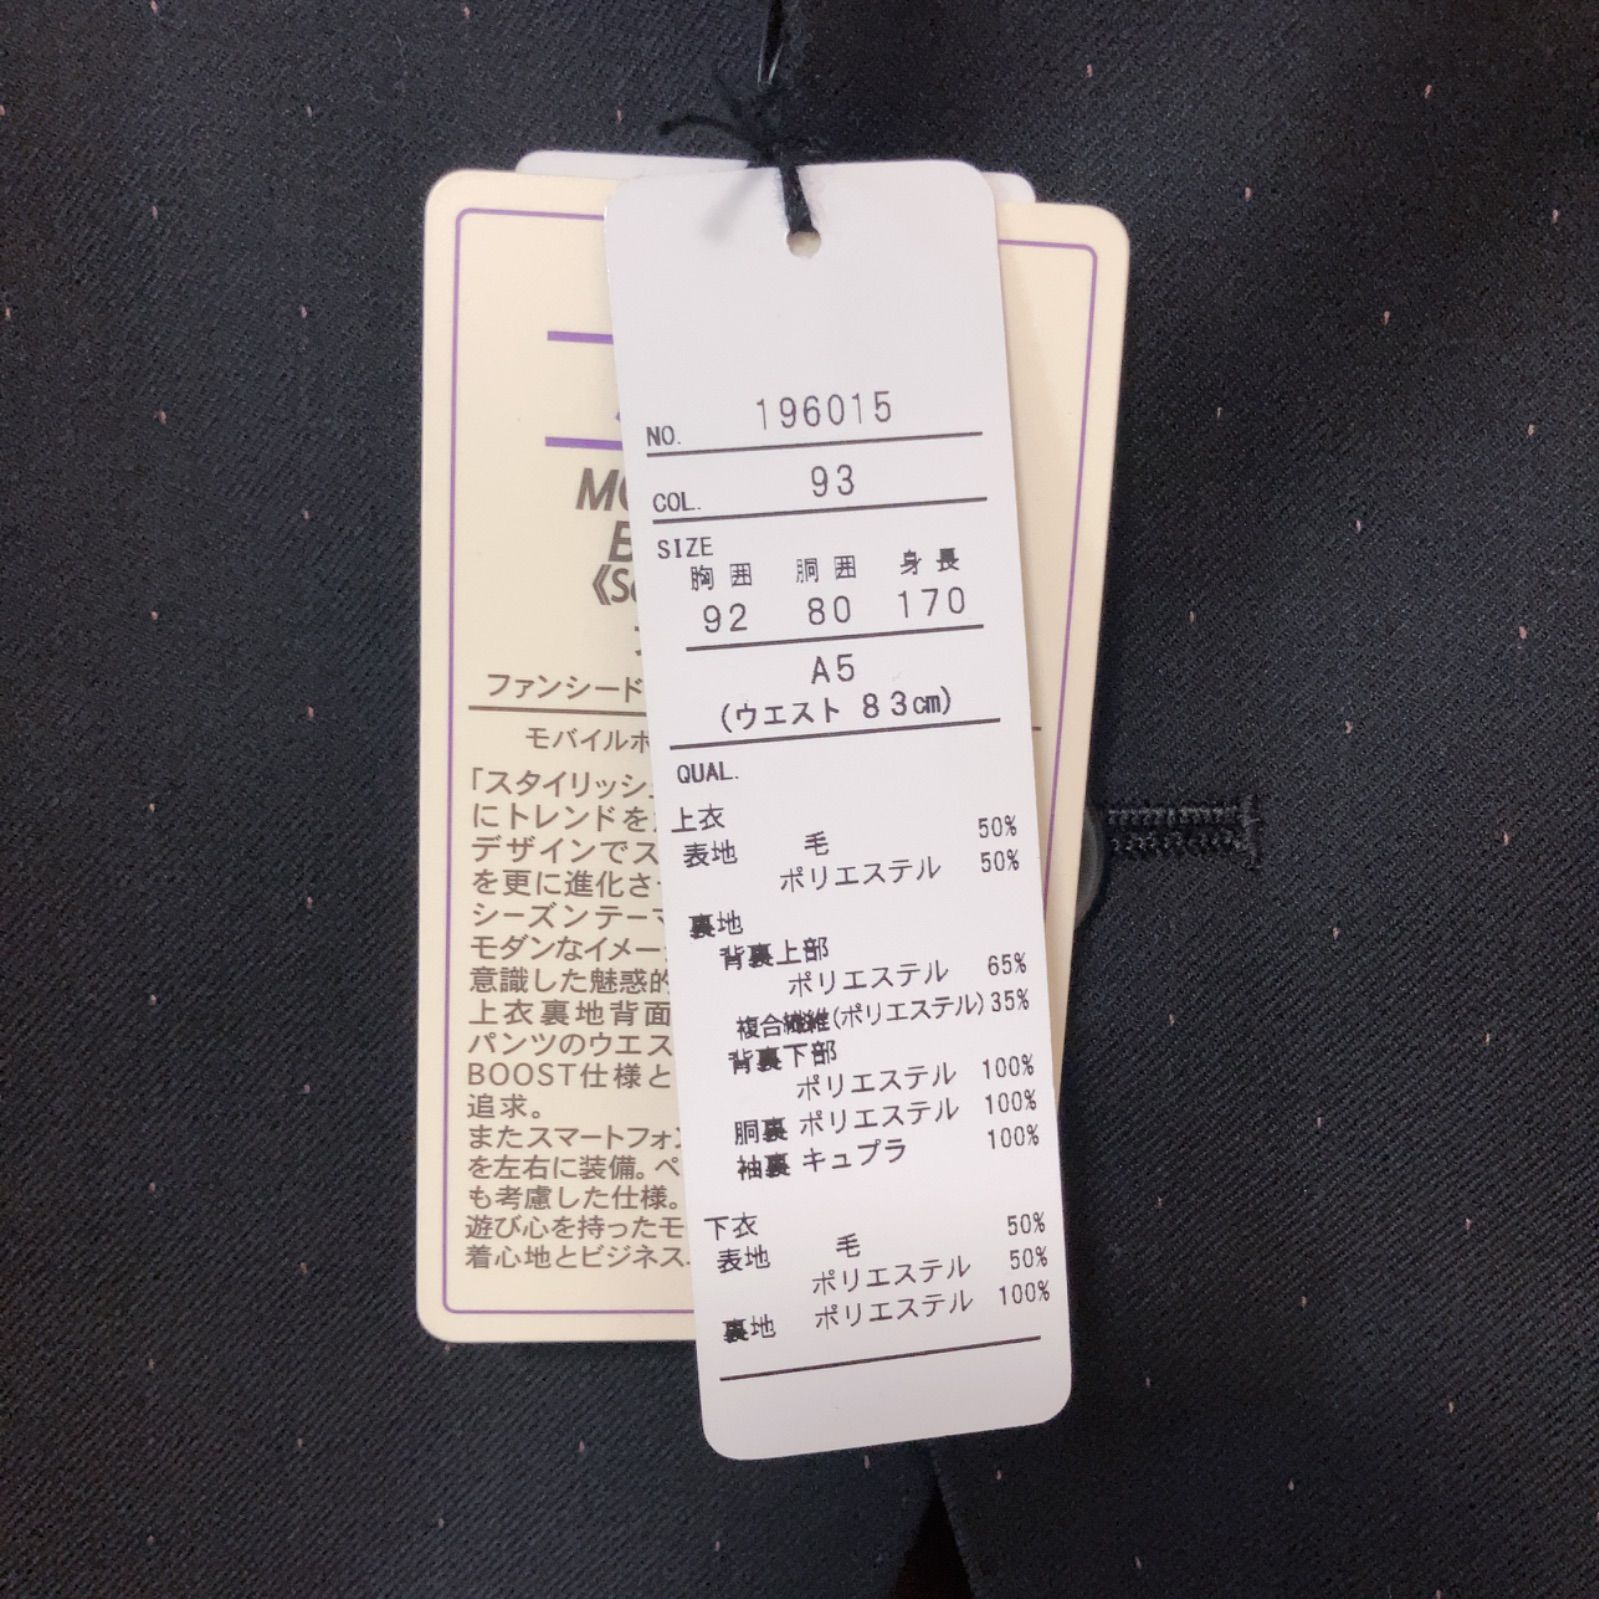 NO. 196015
COL. 93
SIZE
胸囲 胴囲 身長
92 80 170
A5
(ウエスト 83㎝)
QUAL.
上衣
表地 毛 50%
ポリエステル 50%
裏地
背裏上部
ポリエステル 65%
複合繊維(ポリエステル)35%
背裏下部
ポリエステル 100%
胴裏 ポリエステル 100%
袖裏 キュプラ 100%
下衣
表地 毛 50%
ポリエステル 50%
裏地 ポリエステル 100%
ファンシード
モバイルボ
「スタイリッシュ
にトレンドを
デザインでス
を更に進化さ
シーズンテーマ
モダンなイメー
意識した魅惑的
上衣裏地背面
パンツのウエス
BOOST仕様と
追求。
またスマートフォン
を左右に装備。ペ
も考慮した仕様。
遊び心を持ったモ
着心地とビジネス